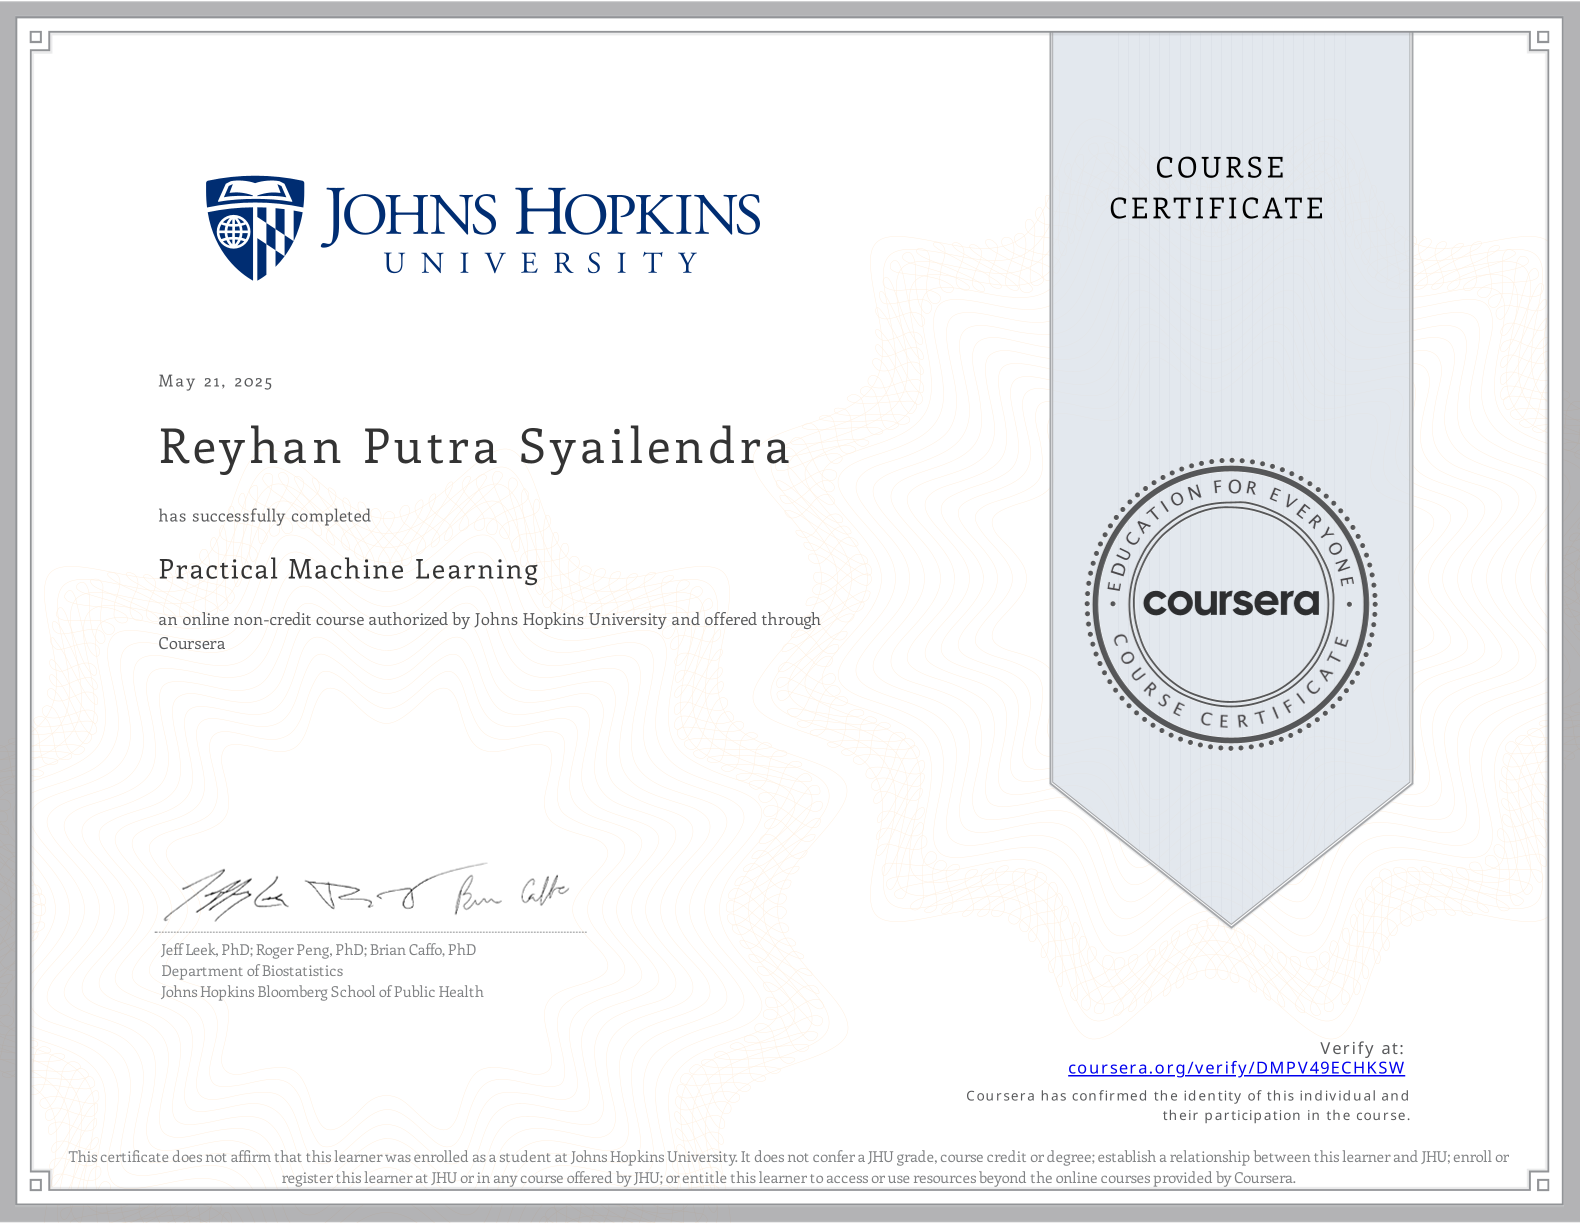 JOHNS HOPKINS
UNIVERSITY
COURSE
CERTIFICATE
May 21, 2025
Reyhan Putra Syailendra
has successfully completed
Practical Machine Learning
an online non-credit course authorized by Johns Hopkins University and offered through
Coursera
EDUCATION FOR EVERYONE
coursera
COURSE CERTIFICATE
Jeff Leek, PhD; Roger Peng, PhD; Brian Caffo, PhD
Department of Biostatistics
Johns Hopkins Bloomberg School of Public Health
Verify at:
coursera.org/verify/DMPV49ECHKSW
Coursera has confirmed the identity of this individual and
their participation in the course.
This certificate does not affirm that this learner was enrolled as a student at Johns Hopkins University. It does not confer a JHU grade, course credit or degree; establish a relationship between this learner and JHU; enroll or
register this learner at JHU or in any course offered by JHU; or entitle this learner to access or use resources beyond the online courses provided by Coursera.